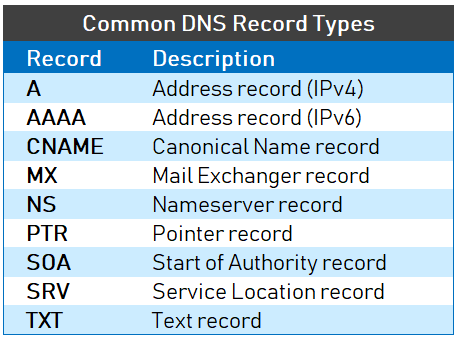 Common DNS Record Types
Record Description
A Address record (IPv4)
AAAA Address record (IPv6)
CNAME Canonical Name record
MX Mail Exchanger record
NS Nameserver record
PTR Pointer record
SOA Start of Authority record
SRV Service Location record
TXT Text record